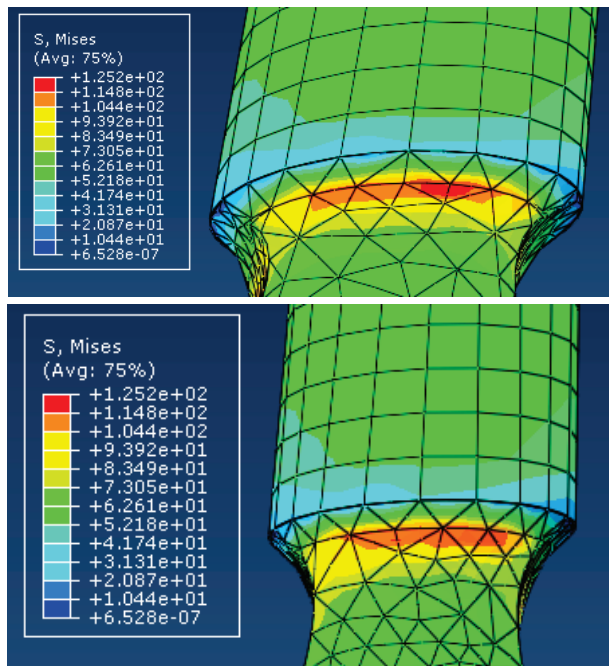 S, Mises
(Avg: 75%)
+1.252e+02
+1.148e+02
+1.044e+02
+9.392e+01
+8.349e+01
+7.305e+01
+6.261e+01
+5.218e+01
+4.174e+01
+3.131e+01
+2.087e+01
+1.044e+01
+6.528e-07
S, Mises
(Avg: 75%)
+1.252e+02
+1.148e+02
+1.044e+02
+9.392e+01
+8.349e+01
+7.305e+01
+6.261e+01
+5.218e+01
+4.174e+01
+3.131e+01
+2.087e+01
+1.044e+01
+6.528e-07